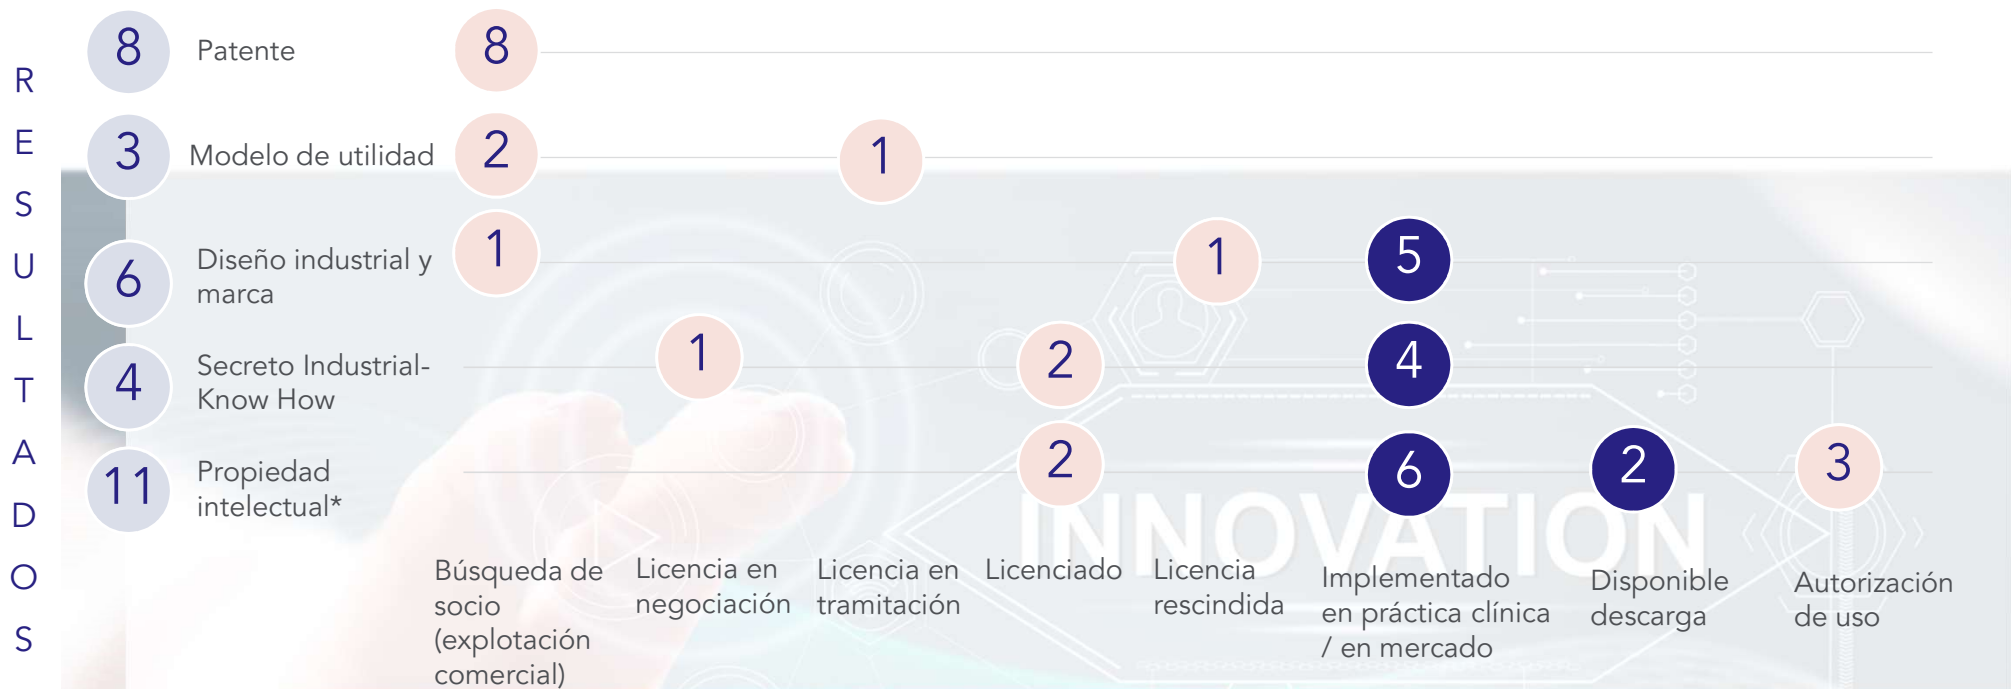 RESULTADOS
8 Patente 8
3 Modelo de utilidad 2 1
6 Diseño industrial y
marca 1 1 5
4 Secreto Industrial-
Know How 1 2 4
11 Propiedad
intelectual* 2 6 2 3
INNOVATION
Búsqueda de
socio
(explotación
comercial)
Licencia en
negociación
Licencia en
tramitación
Licenciado
Licencia
rescindida
Implementado
en práctica clínica
/ en mercado
Disponible
descarga
Autorización
de uso